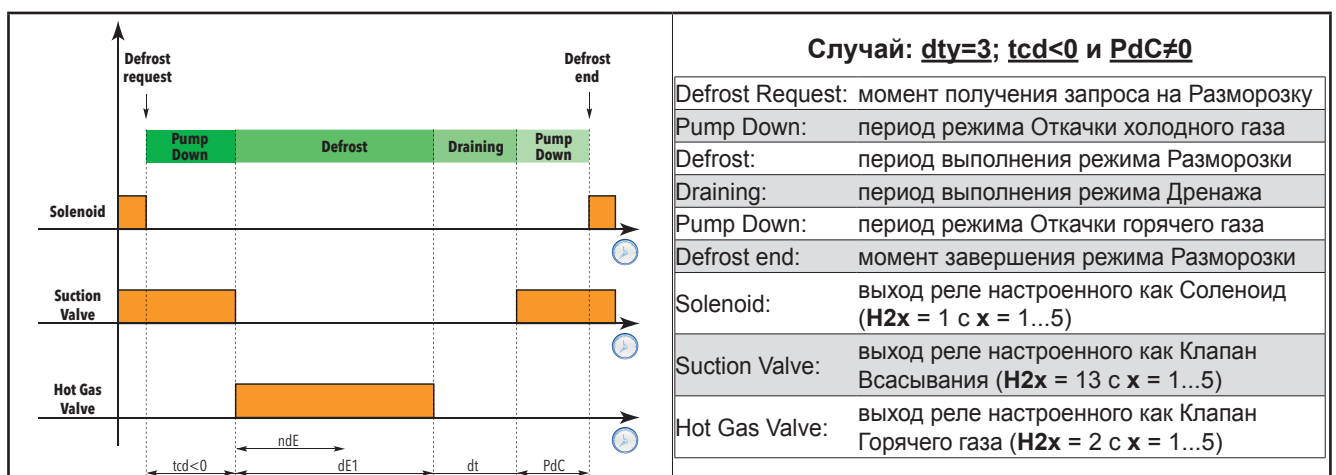 Defrost
request
Defrost
end
Pump
Down
Defrost
Draining
Pump
Down
Solenoid
Suction
Valve
Hot Gas
Valve
ndE
tcd<0
dE1
dt
PdC
Случай: dty=3; tcd<0 и PdC≠0
Defrost Request: момент получения запроса на Разморозку
Pump Down: период режима Откачки холодного газа
Defrost: период выполнения режима Разморозки
Draining: период выполнения режима Дренажа
Pump Down: период режима Откачки горячего газа
Defrost end: момент завершения режима Разморозки
Solenoid: выход реле настроенного как Соленоид
(H2x = 1 с x = 1...5)
Suction Valve: выход реле настроенного как Клапан
Всасывания (H2x = 13 с x = 1...5)
Hot Gas Valve: выход реле настроенного как Клапан
Горячего газа (H2x = 2 с x = 1...5)